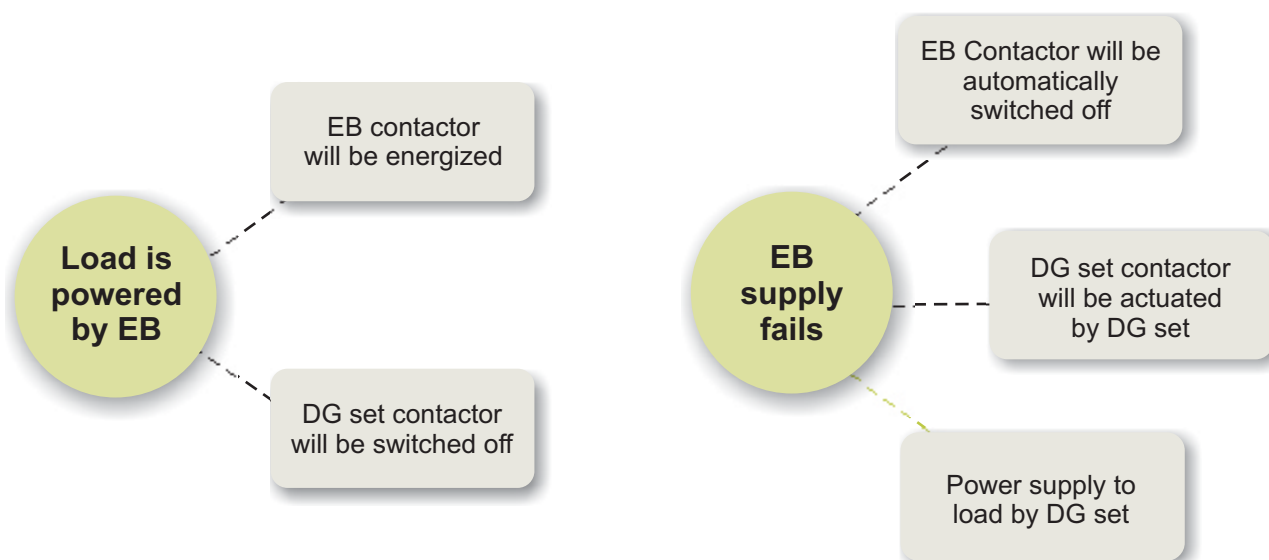 Load is
powered
by EB
EB contactor
will be energized
DG set contactor
will be switched off
EB
supply
fails
EB Contactor will be
automatically
switched off
DG set contactor
will be actuated
by DG set
Power supply to
load by DG set